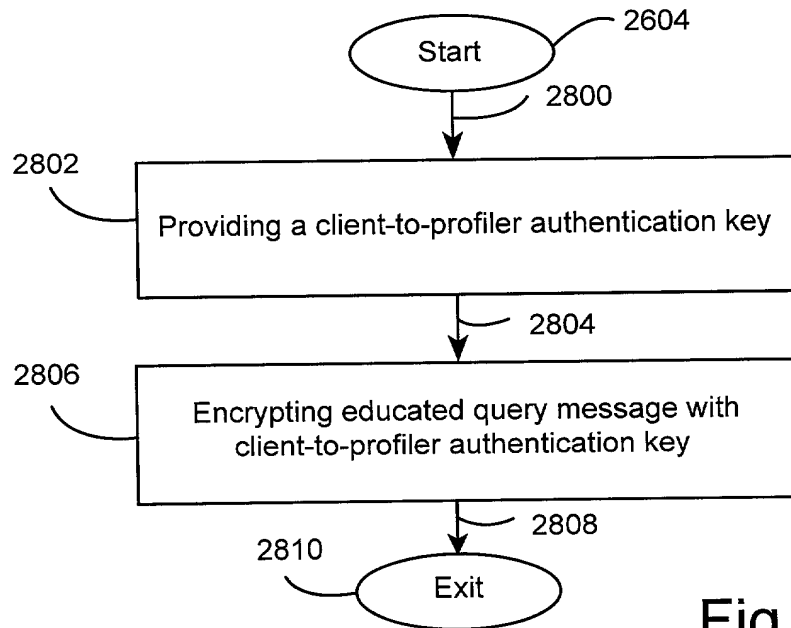 2604
Start
2800
2802
Providing a client-to-profiler authentication key
2804
2806
Encrypting educated query message with
client-to-profiler authentication key
2808
2810
Exit
Fig